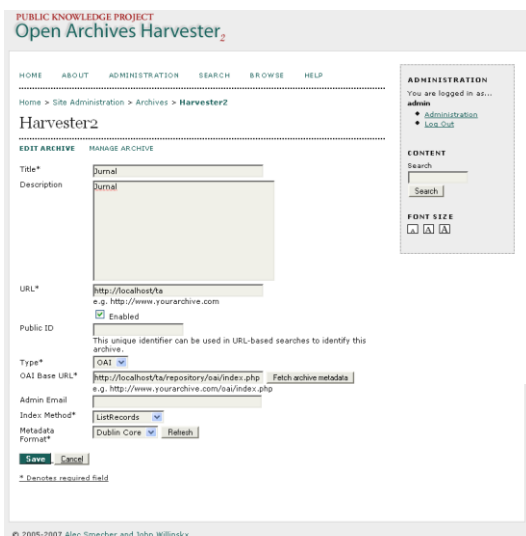 PUBLIC KNOWLEDGE PROJECT
Open Archives Harvester2
HOME ABOUT ADMINISTRATION SEARCH BROWSE HELP
Home > Site Administration > Archives > Harvester2
Harvester2
EDIT ARCHIVE MANAGE ARCHIVE
Title* Jurnal
Description Jurnal
URL* http://localhost/ta
e.g. http://www.yourarchive.com
Enabled
Public ID
This unique identifier can be used in URL-based searches to identify this
archive.
Type* OAI
OAI Base URL* http://localhost/ta/repository/oai/index.php Fetch archive metadata
e.g. http://www.yourarchive.com/oai/index.php
Admin Email
Index Method* ListRecords
Metadata
Format* Dublin Core Refresh
Save Cancel
* Denotes required field
ADMINISTRATION
You are logged in as...
admin
Administration
Log Out
CONTENT
Search
Search
FONT SIZE
A A A
© 2005-2007 Alec Smecher and John Willinsky